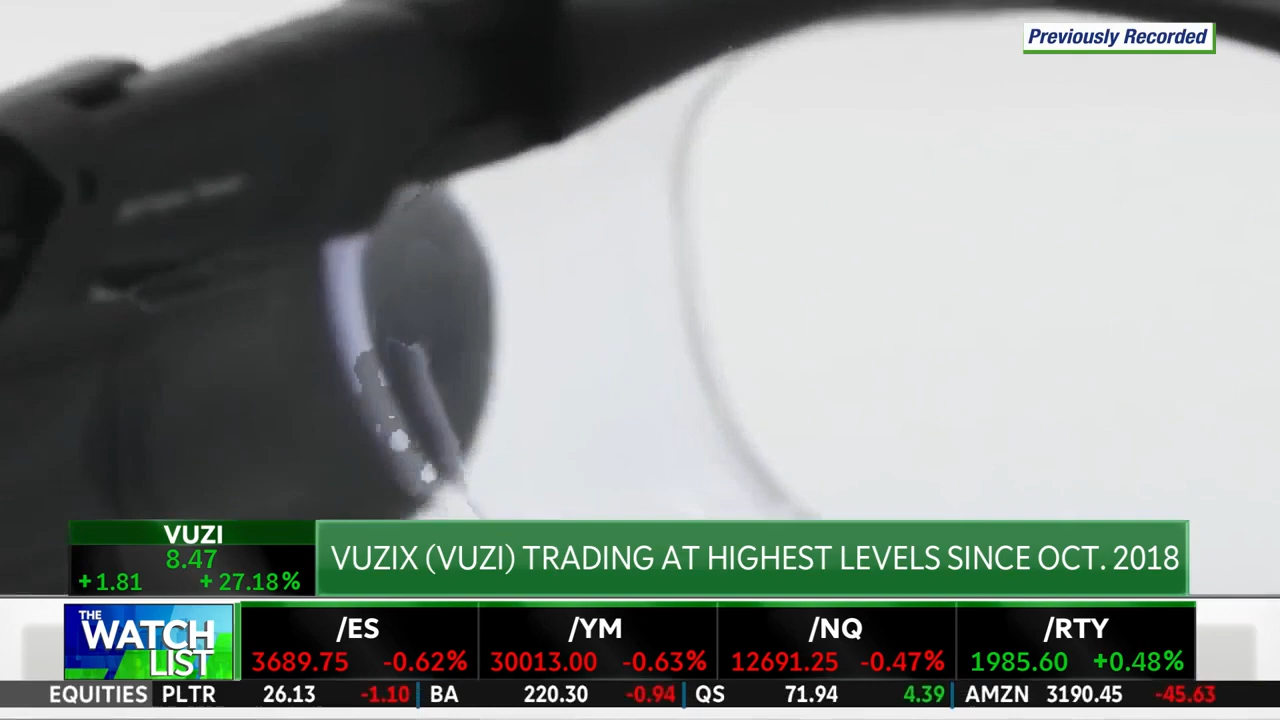 Previously Recorded
VUZI
8.47
+1.81 +27.18%
VUZIX (VUZI) TRADING AT HIGHEST LEVELS SINCE OCT. 2018
THE
WATCH
LIST
/ES /YM /NQ /RTY
3689.75 -0.62% 30013.00 -0.63% 12691.25 -0.47% 1985.60 +0.48%
EQUITIES PLTR 26.13 -1.10 BA 220.30 -0.94 QS 71.94 4.39 AMZN 3190.45 -45.63